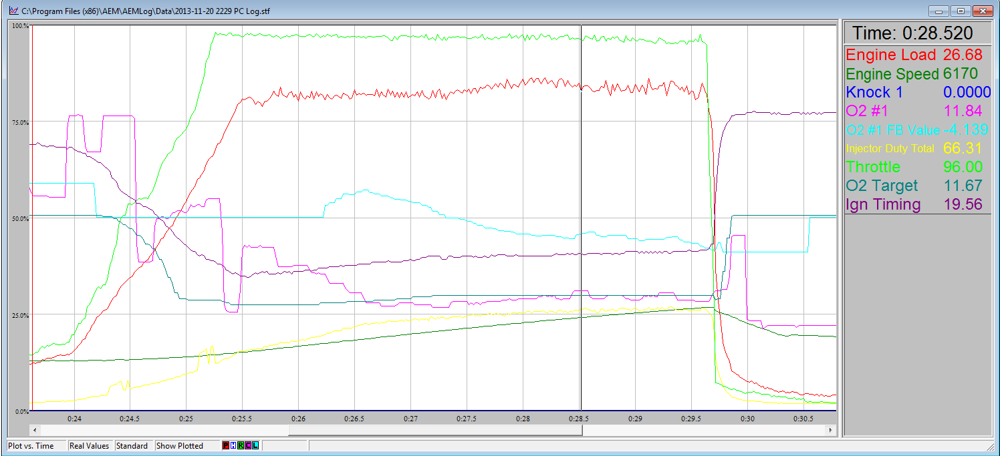 C:\Program Files (x86)\AEM\AEMLog\Data\2013-11-20 2229 PC Log.stf
100.%
75.0%
50.0%
25.0%
0.0%
0:24 0:24.5 0:25 0:25.5 0:26 0:26.5 0:27 0:27.5 0:28 0:28.5 0:29 0:29.5 0:30 0:30.5
Time: 0:28.520
Engine Load 26.68
Engine Speed 6170
Knock 1 0.0000
O2 #1 11.84
O2 #1 FB Value -4.139
Injector Duty Total 66.31
Throttle 96.00
O2 Target 11.67
Ign Timing 19.56
Plot vs. Time Real Values Standard Show Plotted P H R C L